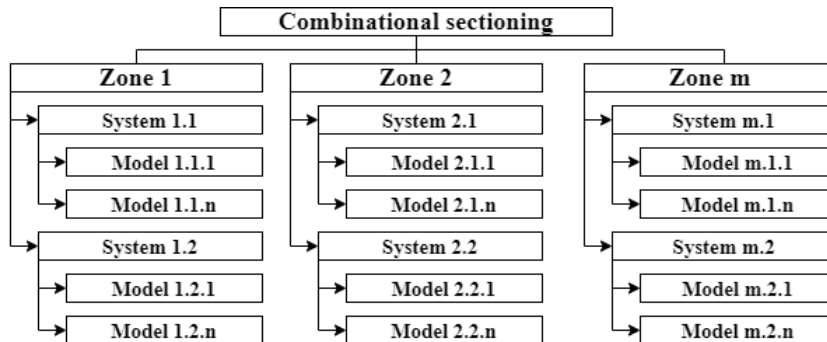 Combinational sectioning
Zone 1
System 1.1
Model 1.1.1
Model 1.1.n
System 1.2
Model 1.2.1
Model 1.2.n
Zone 2
System 2.1
Model 2.1.1
Model 2.1.n
System 2.2
Model 2.2.1
Model 2.2.n
Zone m
System m.1
Model m.1.1
Model m.1.n
System m.2
Model m.2.1
Model m.2.n